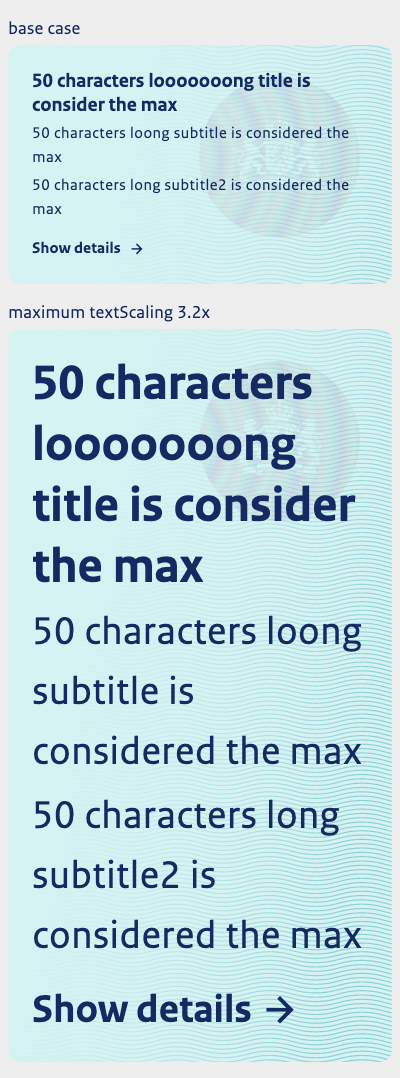 base case
50 characters looooooong title is
consider the max
50 characters loong subtitle is considered the
max
50 characters long subtitle2 is considered the
max
Show details →
maximum textScaling 3.2x
50 characters
looooooong
title is consider
the max
50 characters loong
subtitle is
considered the max
50 characters long
subtitle2 is
considered the max
Show details →